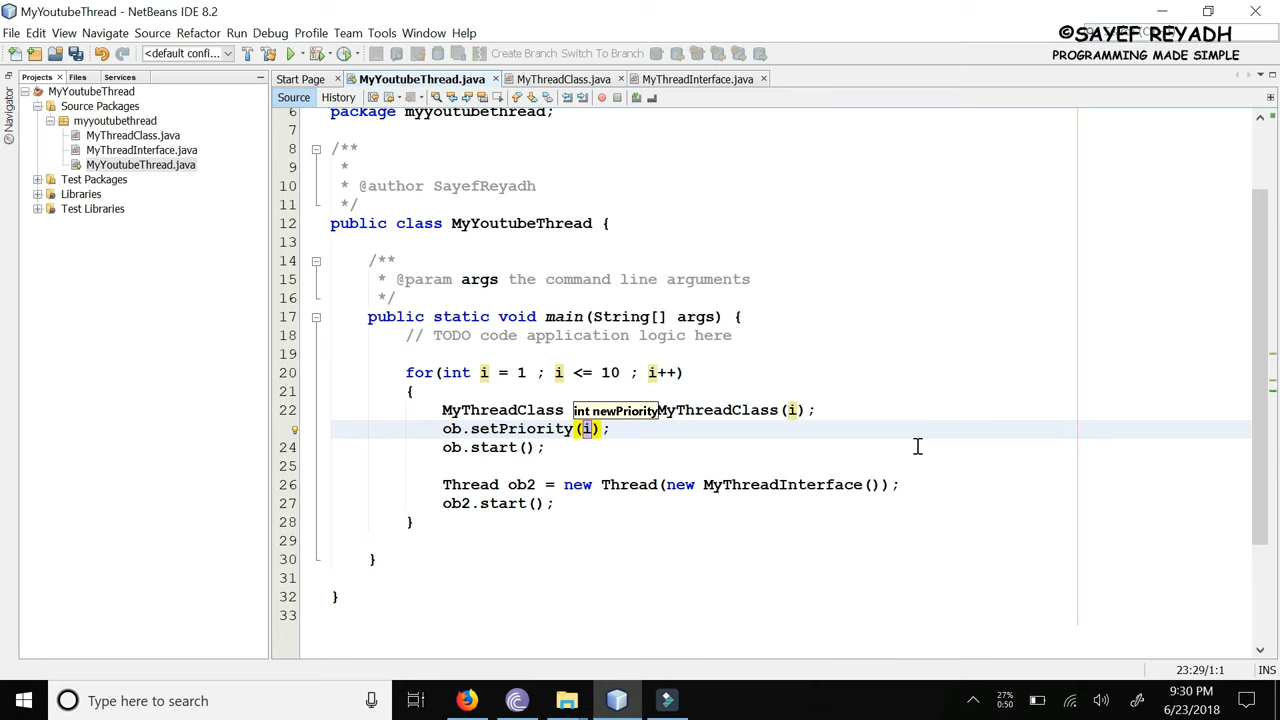 MyYoutubeThread - NetBeans IDE 8.2
File Edit View Navigate Source Refactor Run Debug Profile Team Tools Window Help
©SAYEF REYADH
PROGRAMMING MADE SIMPLE
<default confi...
Create Branch Switch To Branch
Projects Files Services
Start Page MyYoutubeThread.java MyThreadClass.java MyThreadInterface.java
Source History
Navigator
MyYoutubeThread
Source Packages
myyoutubethread
MyThreadClass.java
MyThreadInterface.java
MyYoutubeThread.java
Test Packages
Libraries
Test Libraries
6 package myyoutubethread;
7
8 /**
9 *
10 * @author SayefReyadh
11 */
12 public class MyYoutubeThread {
13
14 /**
15 * @param args the command line arguments
16 */
17 public static void main(String[] args) {
18 // TODO code application logic here
19
20 for(int i = 1 ; i <= 10 ; i++)
21 {
22 MyThreadClass int newPriority MyThreadClass(i);
ob.setPriority(i);
24 ob.start();
25
26 Thread ob2 = new Thread(new MyThreadInterface());
27 ob2.start();
28 }
29
30 }
31
32 }
33
23:29/1:1 INS
Type here to search
27%
0:50
9:30 PM
6/23/2018